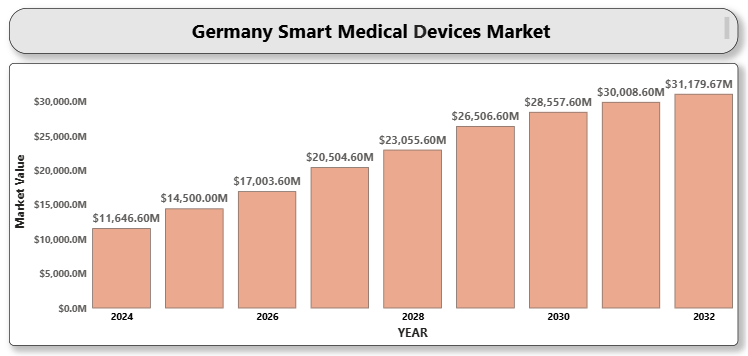 Germany Smart Medical Devices Market
$31,179.67M
$30,008.60M
$28,557.60M
$26,506.60M
$23,055.60M
$20,504.60M
$17,003.60M
$14,500.00M
$11,646.60M
$30,000.0M
$25,000.0M
$20,000.0M
$15,000.0M
$10,000.0M
$5,000.0M
$0.0M
Market Value
2024 2026 2028 2030 2032
YEAR